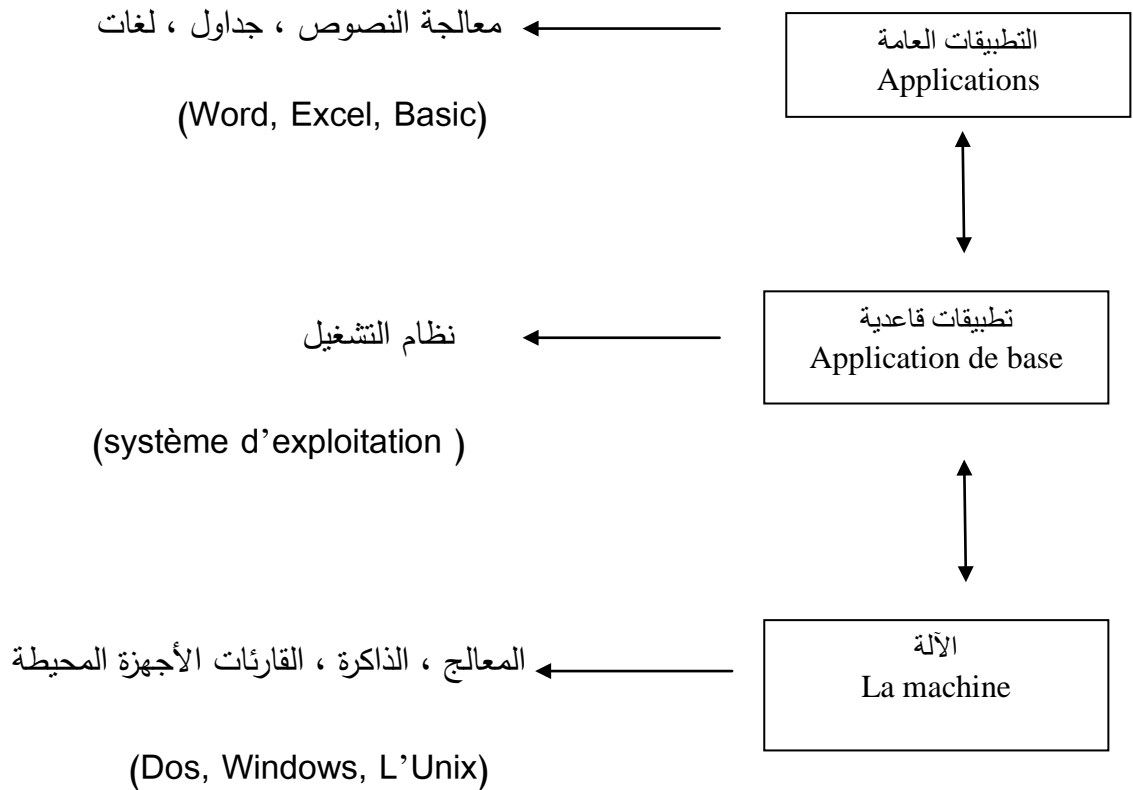 التطبيقات العامة
Applications
معالجة النصوص ، جداول ، لغات
(Word, Excel, Basic)
تطبيقات قاعدية
Application de base
نظام التشغيل
(système d’exploitation )
الآلة
La machine
المعالج ، الذاكرة ، القارئات الأجهزة المحيطة
(Dos, Windows, L’Unix)